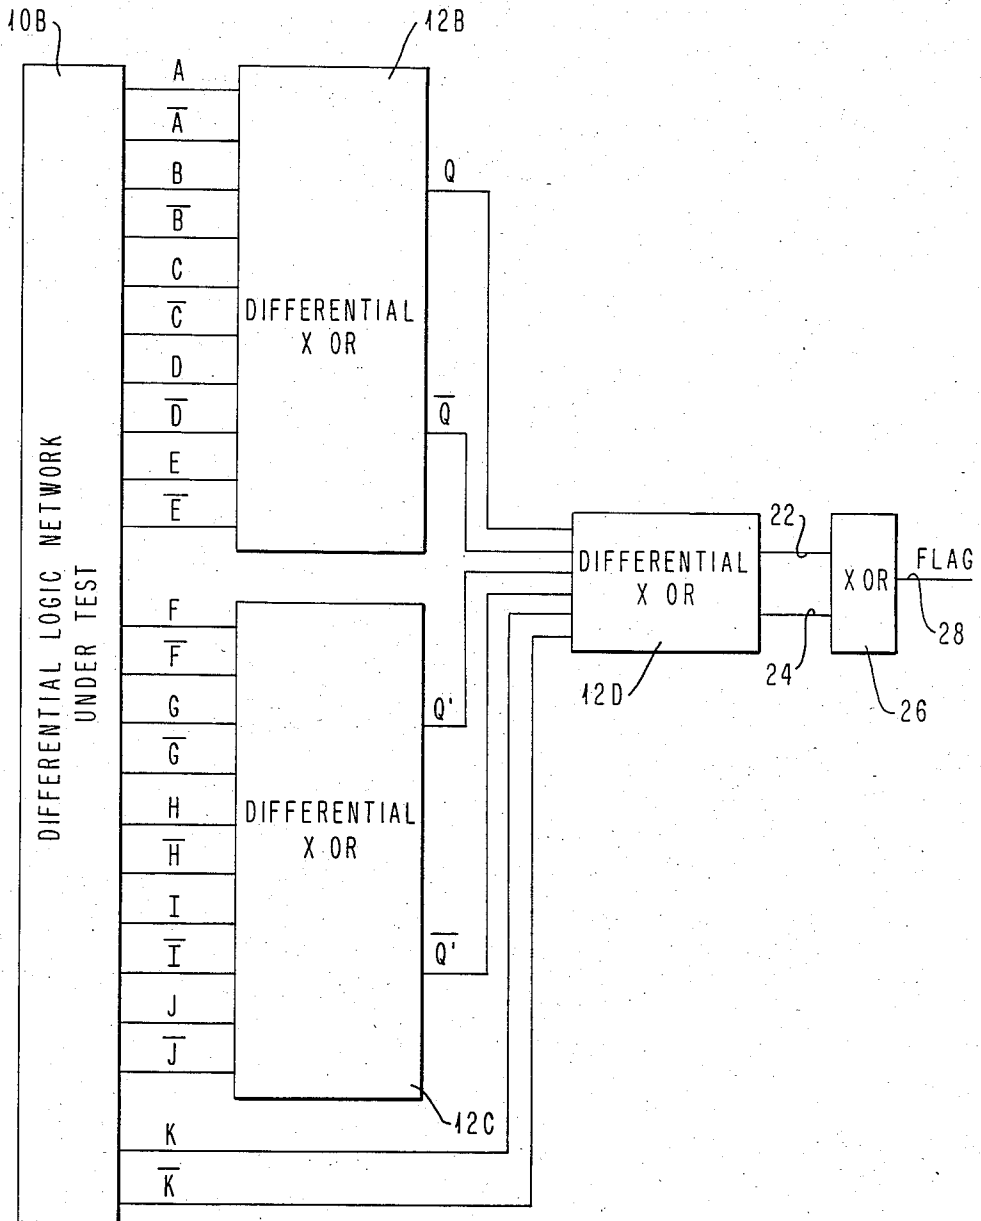 10B
12B
A
A̅
B
B̅
C
C̅
D
D̅
E
E̅
DIFFERENTIAL
X OR
Q
Q̅
DIFFERENTIAL LOGIC NETWORK
UNDER TEST
F
F̅
G
G̅
H
H̅
I
I̅
J
J̅
K
K̅
DIFFERENTIAL
X OR
Q'
Q̅'̅
12C
DIFFERENTIAL
X OR
12D
22
24
X OR
26
FLAG
28